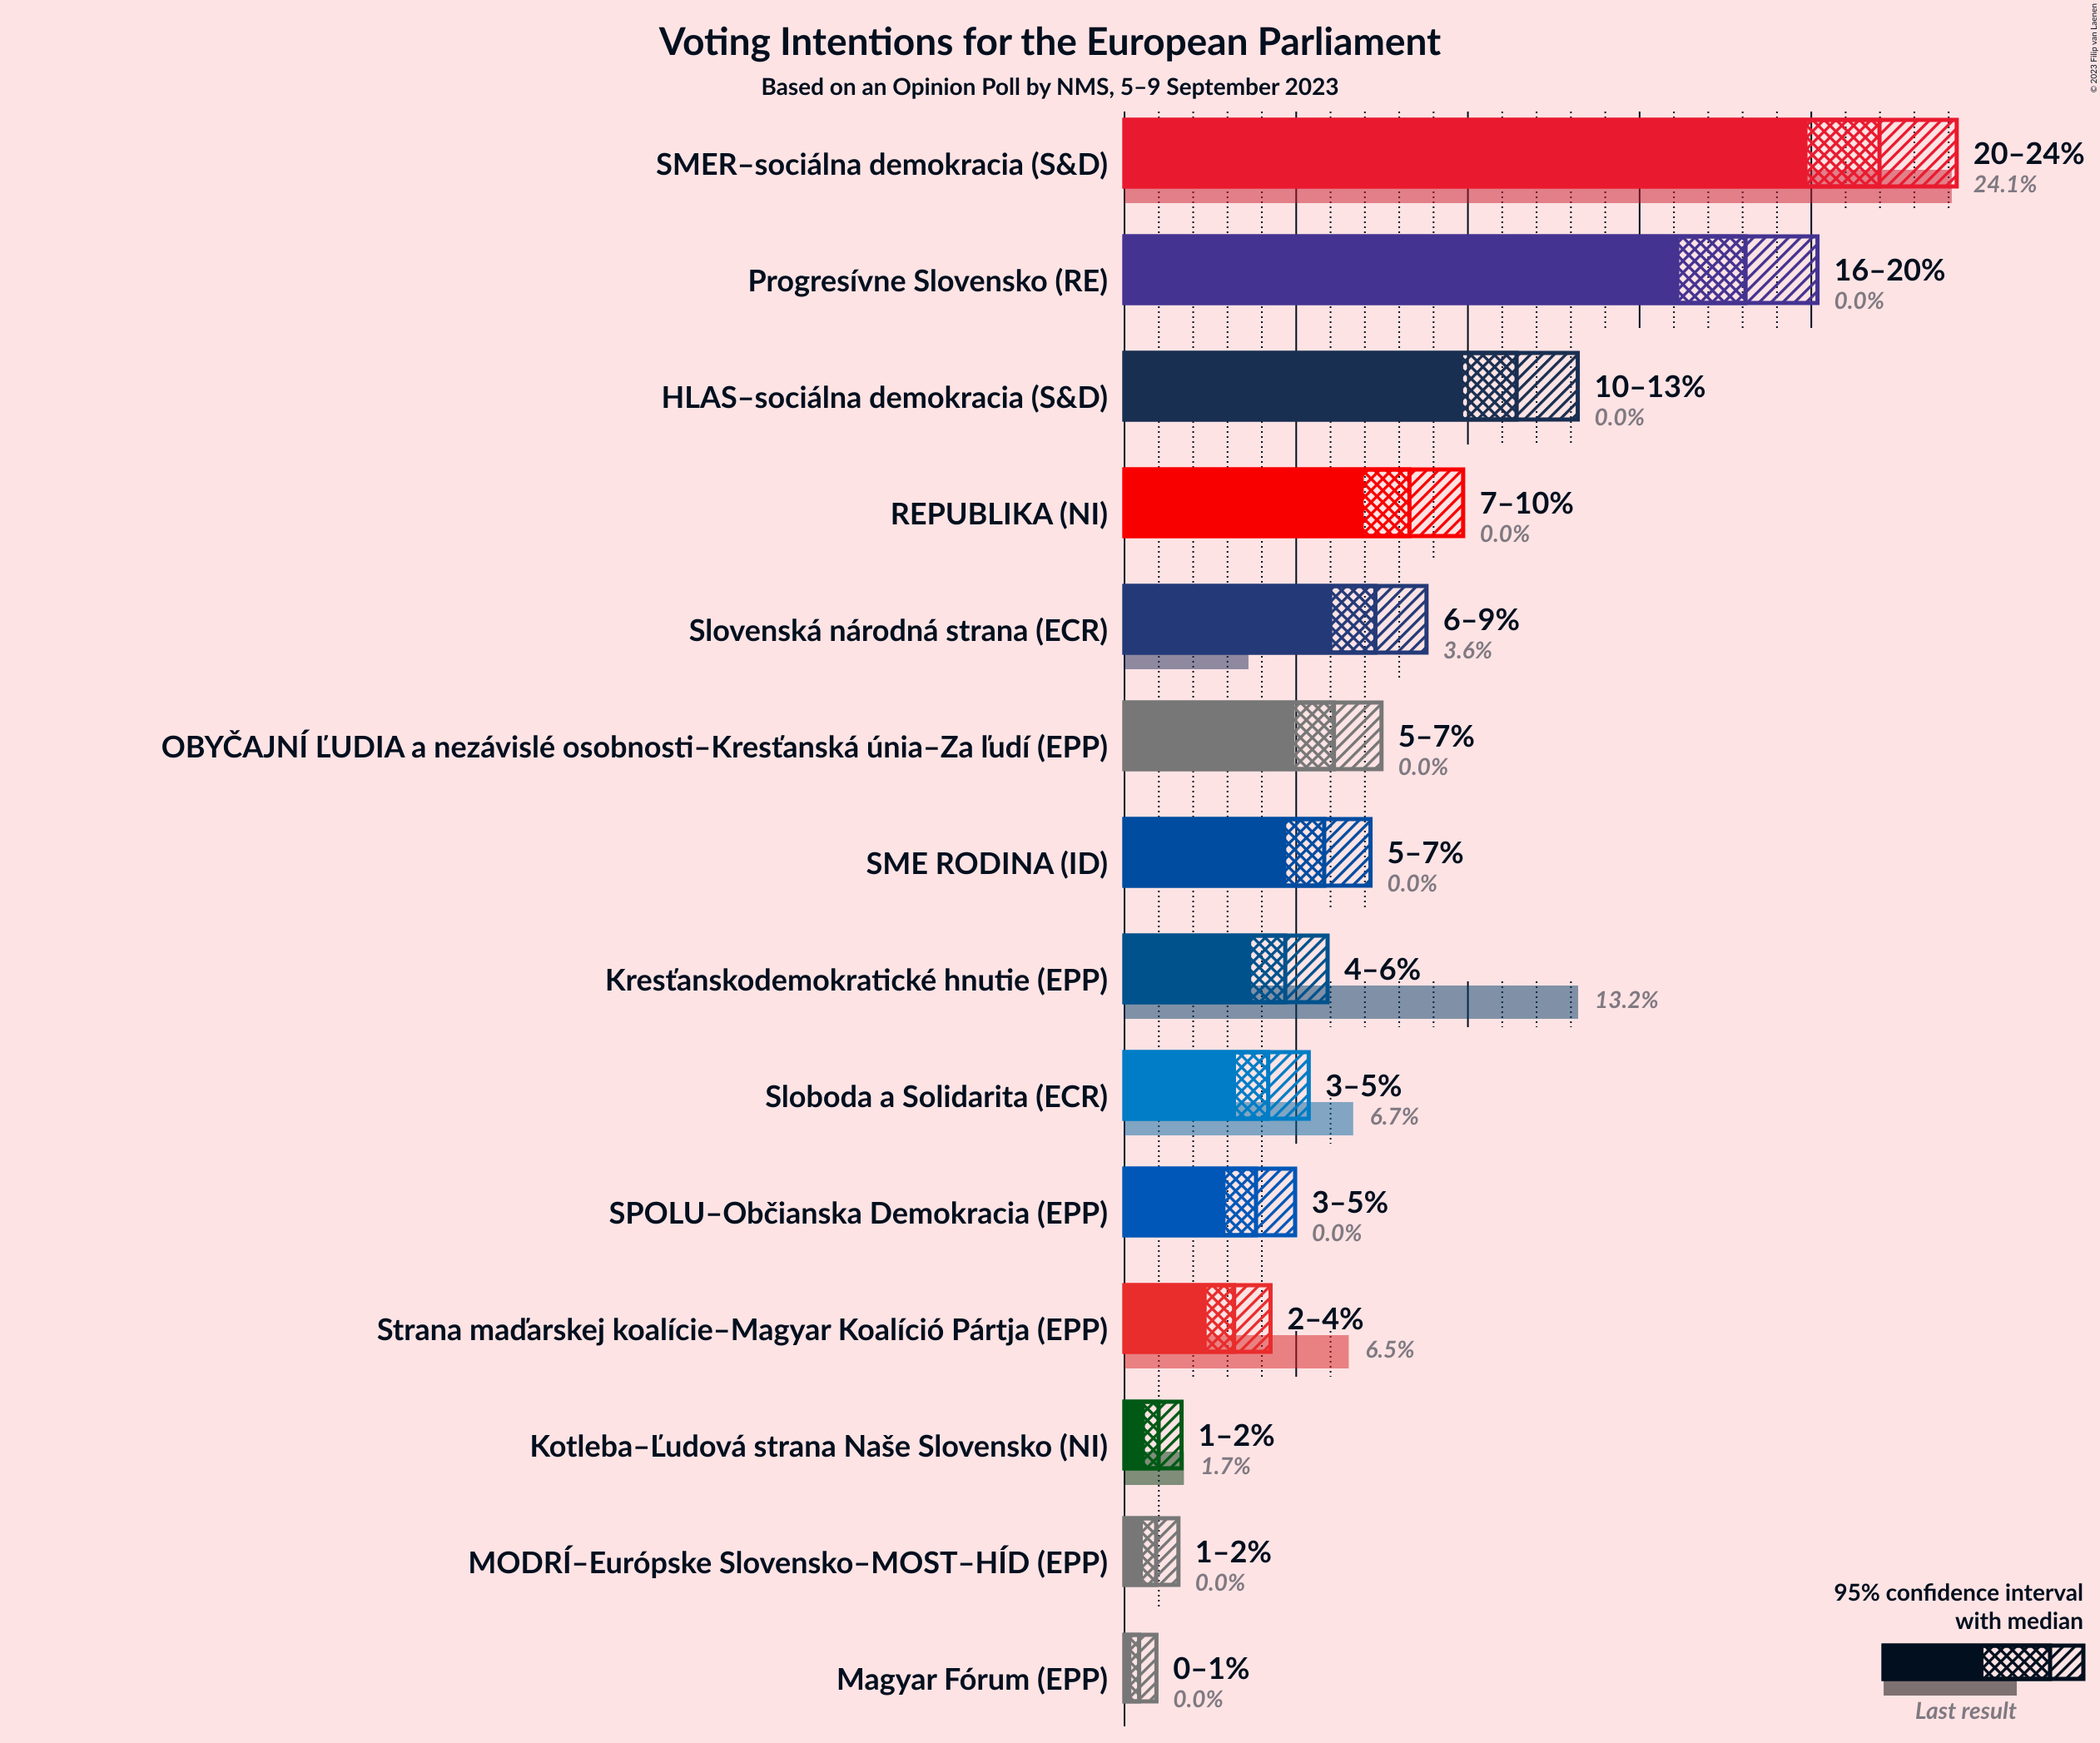 Voting Intentions for the European Parliament
Based on an Opinion Poll by NMS, 5–9 September 2023
© 2023 Filip van Laenen
SMER–sociálna demokracia (S&D)
20–24%
24.1%
Progresívne Slovensko (RE)
16–20%
0.0%
HLAS–sociálna demokracia (S&D)
10–13%
0.0%
REPUBLIKA (NI)
7–10%
0.0%
Slovenská národná strana (ECR)
6–9%
3.6%
OBYČAJNÍ ĽUDIA a nezávislé osobnosti–Kresťanská únia–Za ľudí (EPP)
5–7%
0.0%
SME RODINA (ID)
5–7%
0.0%
Kresťanskodemokratické hnutie (EPP)
4–6%
13.2%
Sloboda a Solidarita (ECR)
3–5%
6.7%
SPOLU–Občianska Demokracia (EPP)
3–5%
0.0%
Strana maďarskej koalície–Magyar Koalíció Pártja (EPP)
2–4%
6.5%
Kotleba–Ľudová strana Naše Slovensko (NI)
1–2%
1.7%
MODRÍ–Európske Slovensko–MOST–HÍD (EPP)
1–2%
0.0%
Magyar Fórum (EPP)
0–1%
0.0%
95% confidence interval
with median
Last result